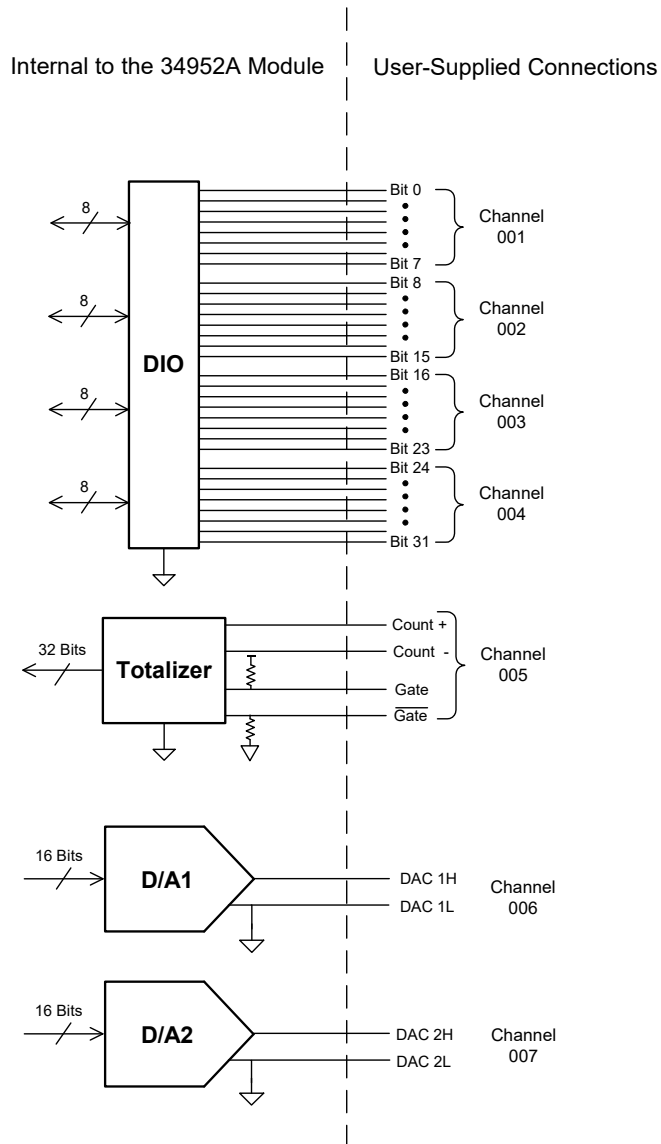 Internal to the 34952A Module
User-Supplied Connections
8
8
8
8
DIO
Bit 0
Bit 7
Channel
001
Bit 8
Bit 15
Channel
002
Bit 16
Bit 23
Channel
003
Bit 24
Bit 31
Channel
004
32 Bits
Totalizer
Count +
Count -
Gate
Gate
Channel
005
16 Bits
D/A1
DAC 1H
DAC 1L
Channel
006
16 Bits
D/A2
DAC 2H
DAC 2L
Channel
007